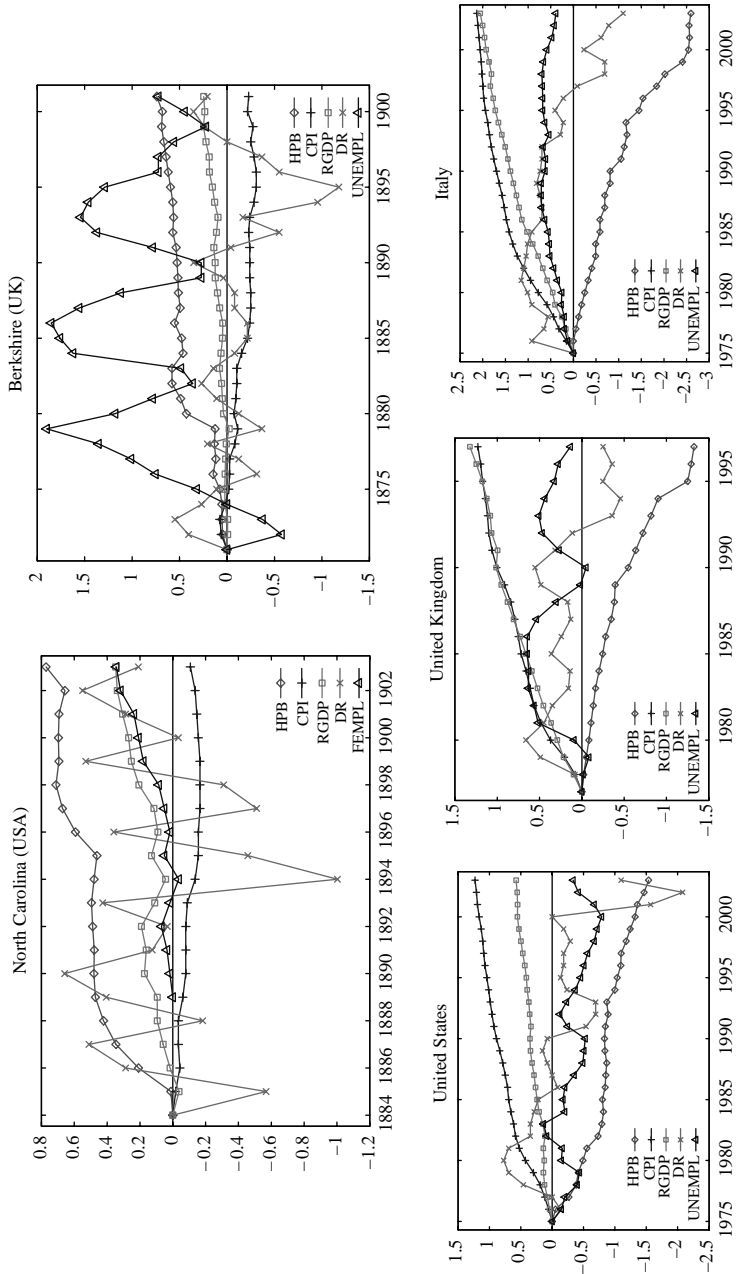 North Carolina (USA)
0.8
0.6
0.4
0.2
0
−0.2
−0.4
−0.6
−0.8
−1
−1.2
1884 1886 1888 1890 1892 1894 1896 1898 1900 1902
HPB
CPI
RGDP
DR
FEMPL
Berkshire (UK)
2
1.5
1
0.5
0
−0.5
−1
−1.5
1875 1880 1885 1890 1895 1900
HPB
CPI
RGDP
DR
UNEMPL
United States
1.5
1
0.5
0
−0.5
−1
−1.5
−2
−2.5
1975 1980 1985 1990 1995 2000
HPB
CPI
RGDP
DR
UNEMPL
United Kingdom
1.5
1
0.5
0
−0.5
−1
−1.5
1980 1985 1990 1995
HPB
CPI
RGDP
DR
UNEMPL
Italy
2.5
2
1.5
1
0.5
0
−0.5
−1
−1.5
−2
−2.5
−3
1975 1980 1985 1990 1995 2000
HPB
CPI
RGDP
DR
UNEMPL